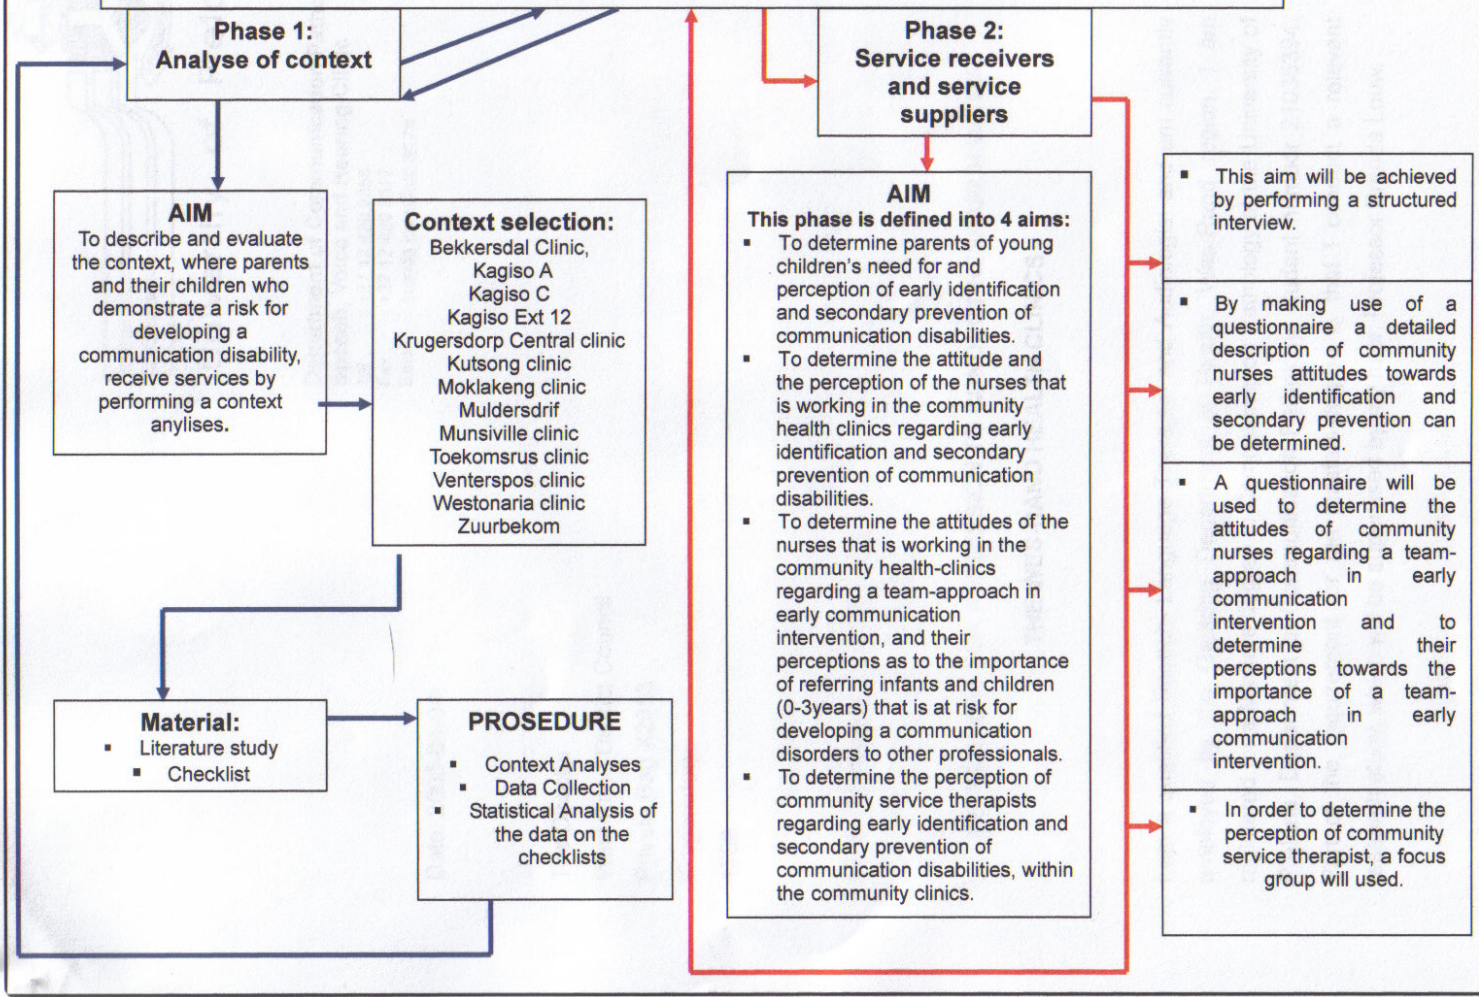 Phase 1:
Analyse of context
AIM
To describe and evaluate
the context, where parents
and their children who
demonstrate a risk for
developing a
communication disability,
receive services by
performing a context
anylises.
Context selection:
Bekkersdal Clinic,
Kagiso A
Kagiso C
Kagiso Ext 12
Krugersdorp Central clinic
Kutsong clinic
Moklakeng clinic
Muldersdrif
Munsiville clinic
Toekomsrus clinic
Venterspos clinic
Westonaria clinic
Zuurbekom
Material:
▪ Literature study
▪ Checklist
PROSEDURE
▪ Context Analyses
▪ Data Collection
▪ Statistical Analysis of
the data on the
checklists
Phase 2:
Service receivers
and service
suppliers
AIM
This phase is defined into 4 aims:
▪ To determine parents of young
children's need for and
perception of early identification
and secondary prevention of
communication disabilities.
▪ To determine the attitude and
the perception of the nurses that
is working in the community
health clinics regarding early
identification and secondary
prevention of communication
disabilities.
▪ To determine the attitudes of the
nurses that is working in the
community health-clinics
regarding a team-approach in
early communication
intervention, and their
perceptions as to the importance
of referring infants and children
(0-3years) that is at risk for
developing a communication
disorders to other professionals.
▪ To determine the perception of
community service therapists
regarding early identification and
secondary prevention of
communication disabilities, within
the community clinics.
▪ This aim will be achieved
by performing a structured
interview.
▪ By making use of a
questionnaire a detailed
description of community
nurses attitudes towards
early identification and
secondary prevention can
be determined.
▪ A questionnaire will be
used to determine the
attitudes of community
nurses regarding a team-
approach in early
communication
intervention and to
determine their
perceptions towards the
importance of a team-
approach in early
communication
intervention.
▪ In order to determine the
perception of community
service therapist, a focus
group will used.